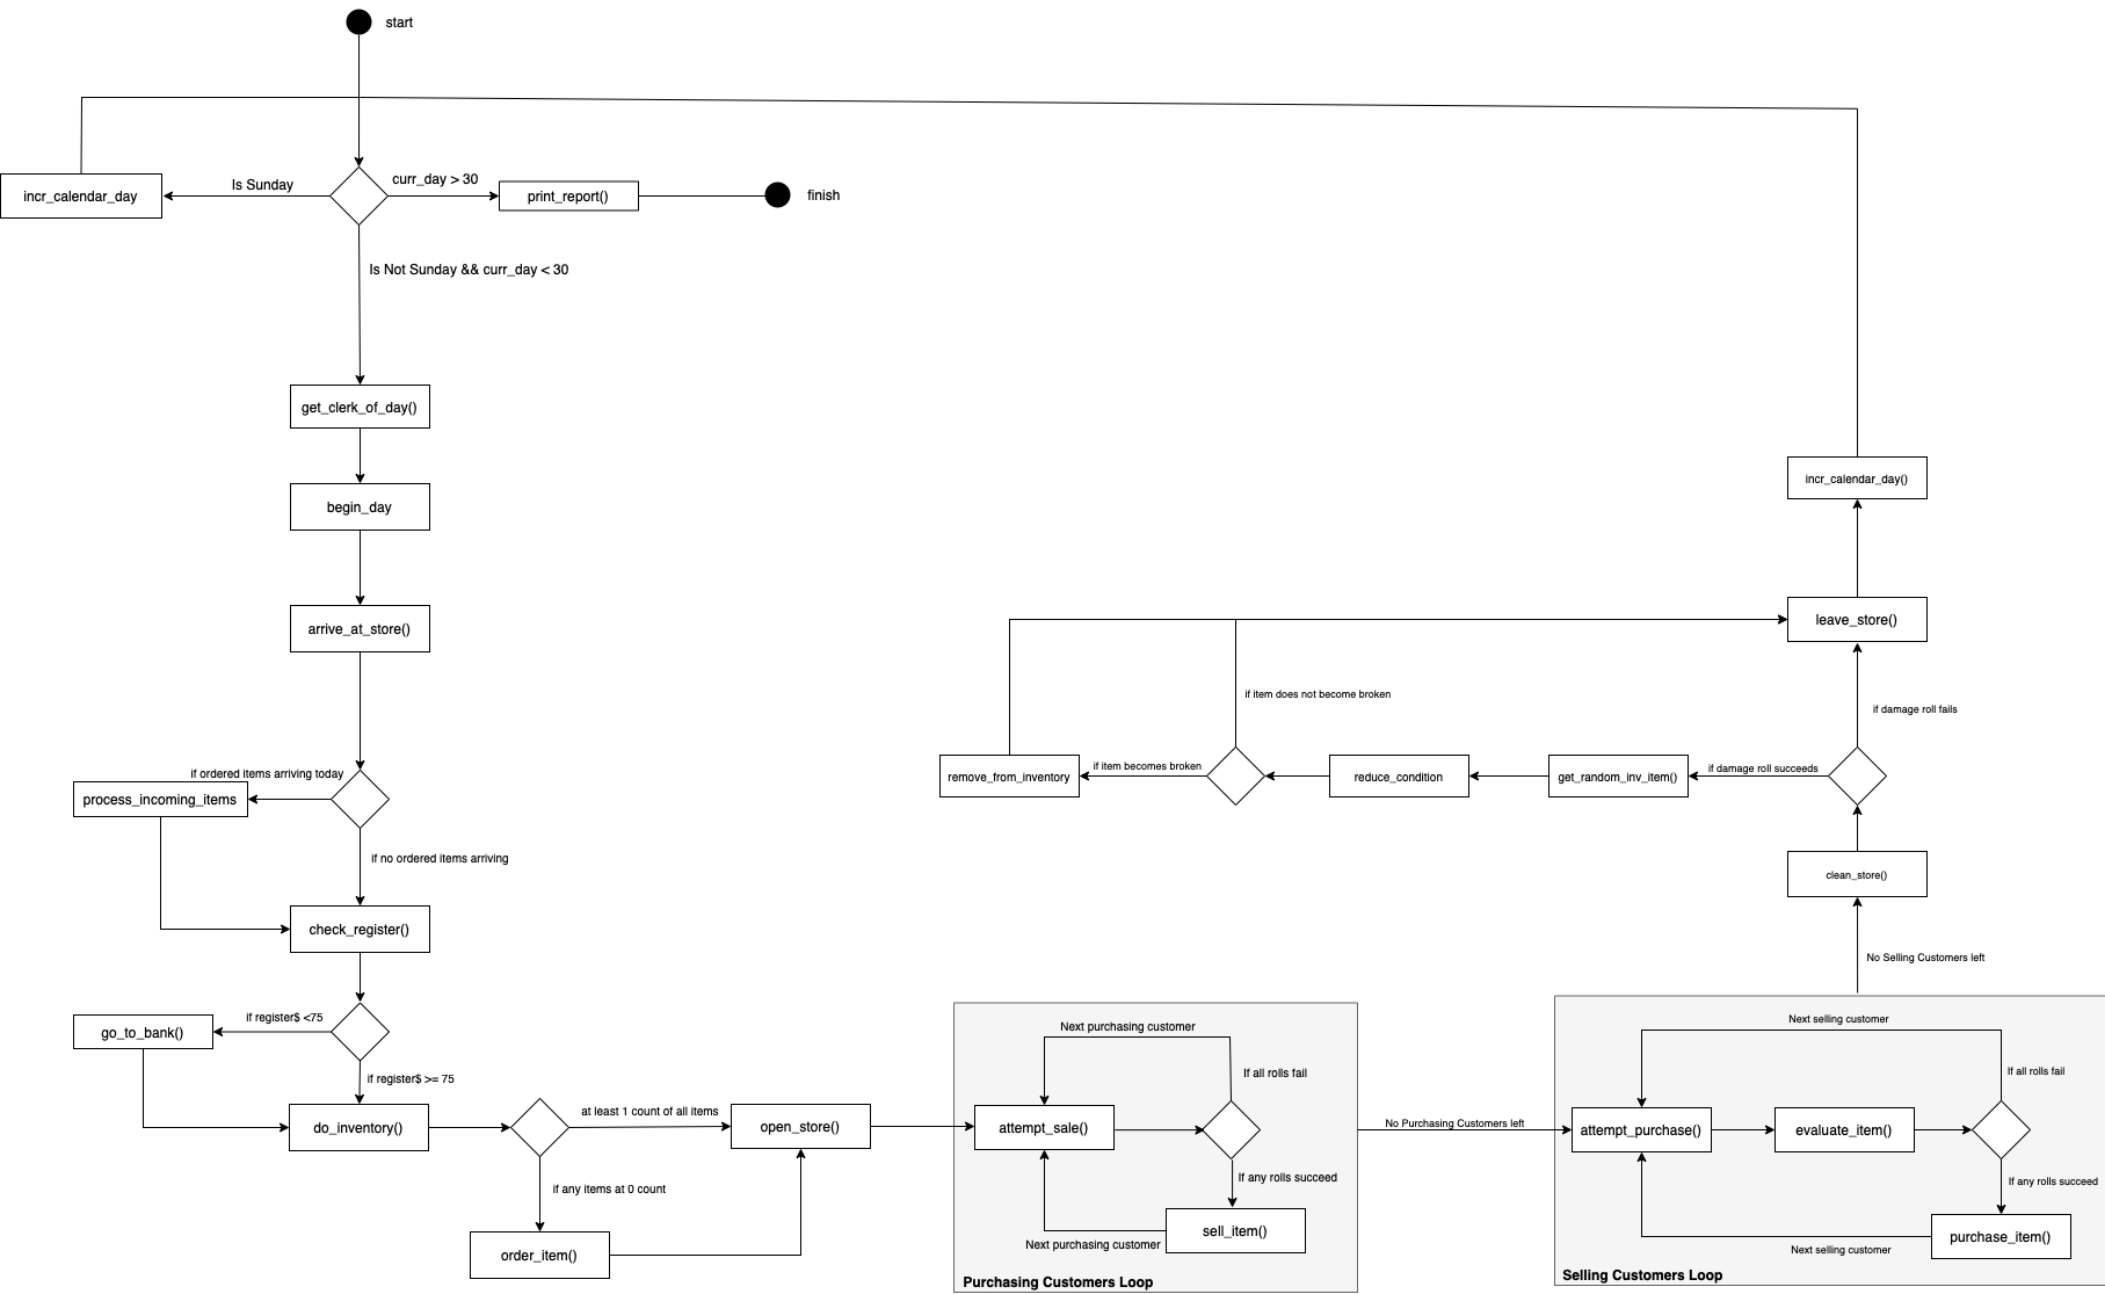 start
incr_calendar_day
Is Sunday
curr_day > 30
print_report()
finish
Is Not Sunday && curr_day < 30
get_clerk_of_day()
begin_day
arrive_at_store()
if ordered items arriving today
process_incoming_items
if no ordered items arriving
check_register()
if register$ <75
go_to_bank()
if register$ >= 75
do_inventory()
at least 1 count of all items
open_store()
if any items at 0 count
order_item()
Next purchasing customer
If all rolls fail
attempt_sale()
If any rolls succeed
sell_item()
Next purchasing customer
Purchasing Customers Loop
No Purchasing Customers left
Next selling customer
If all rolls fail
attempt_purchase()
evaluate_item()
If any rolls succeed
purchase_item()
Next selling customer
Selling Customers Loop
No Selling Customers left
clean_store()
if damage roll succeeds
if damage roll fails
get_random_inv_item()
reduce_condition
if item becomes broken
if item does not become broken
remove_from_inventory
leave_store()
incr_calendar_day()